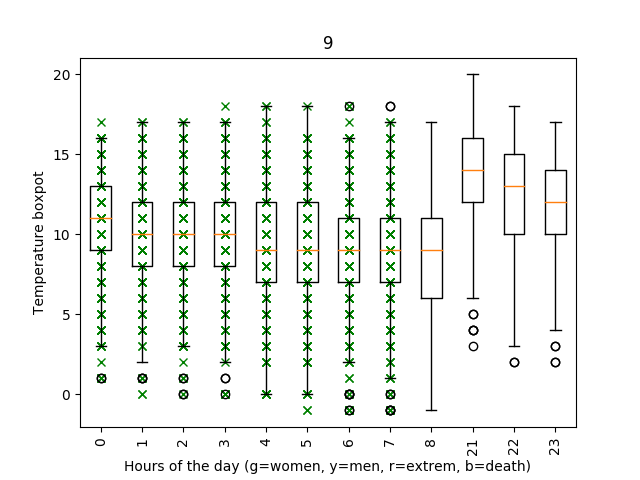 9
20
15
10
5
0
Temperature boxpot
0 1 2 3 4 5 6 7 8 21 22 23
Hours of the day (g=women, y=men, r=extrem, b=death)